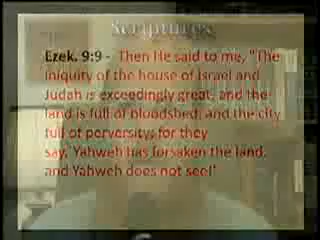 Scriptures
Ezek. 9:9 - Then He said to me, "The
iniquity of the house of Israel and
Judah is exceedingly great, and the
land is full of bloodshed, and the city
full of perversity; for they
say,'Yahweh has forsaken the land,
and Yahweh does not see!'